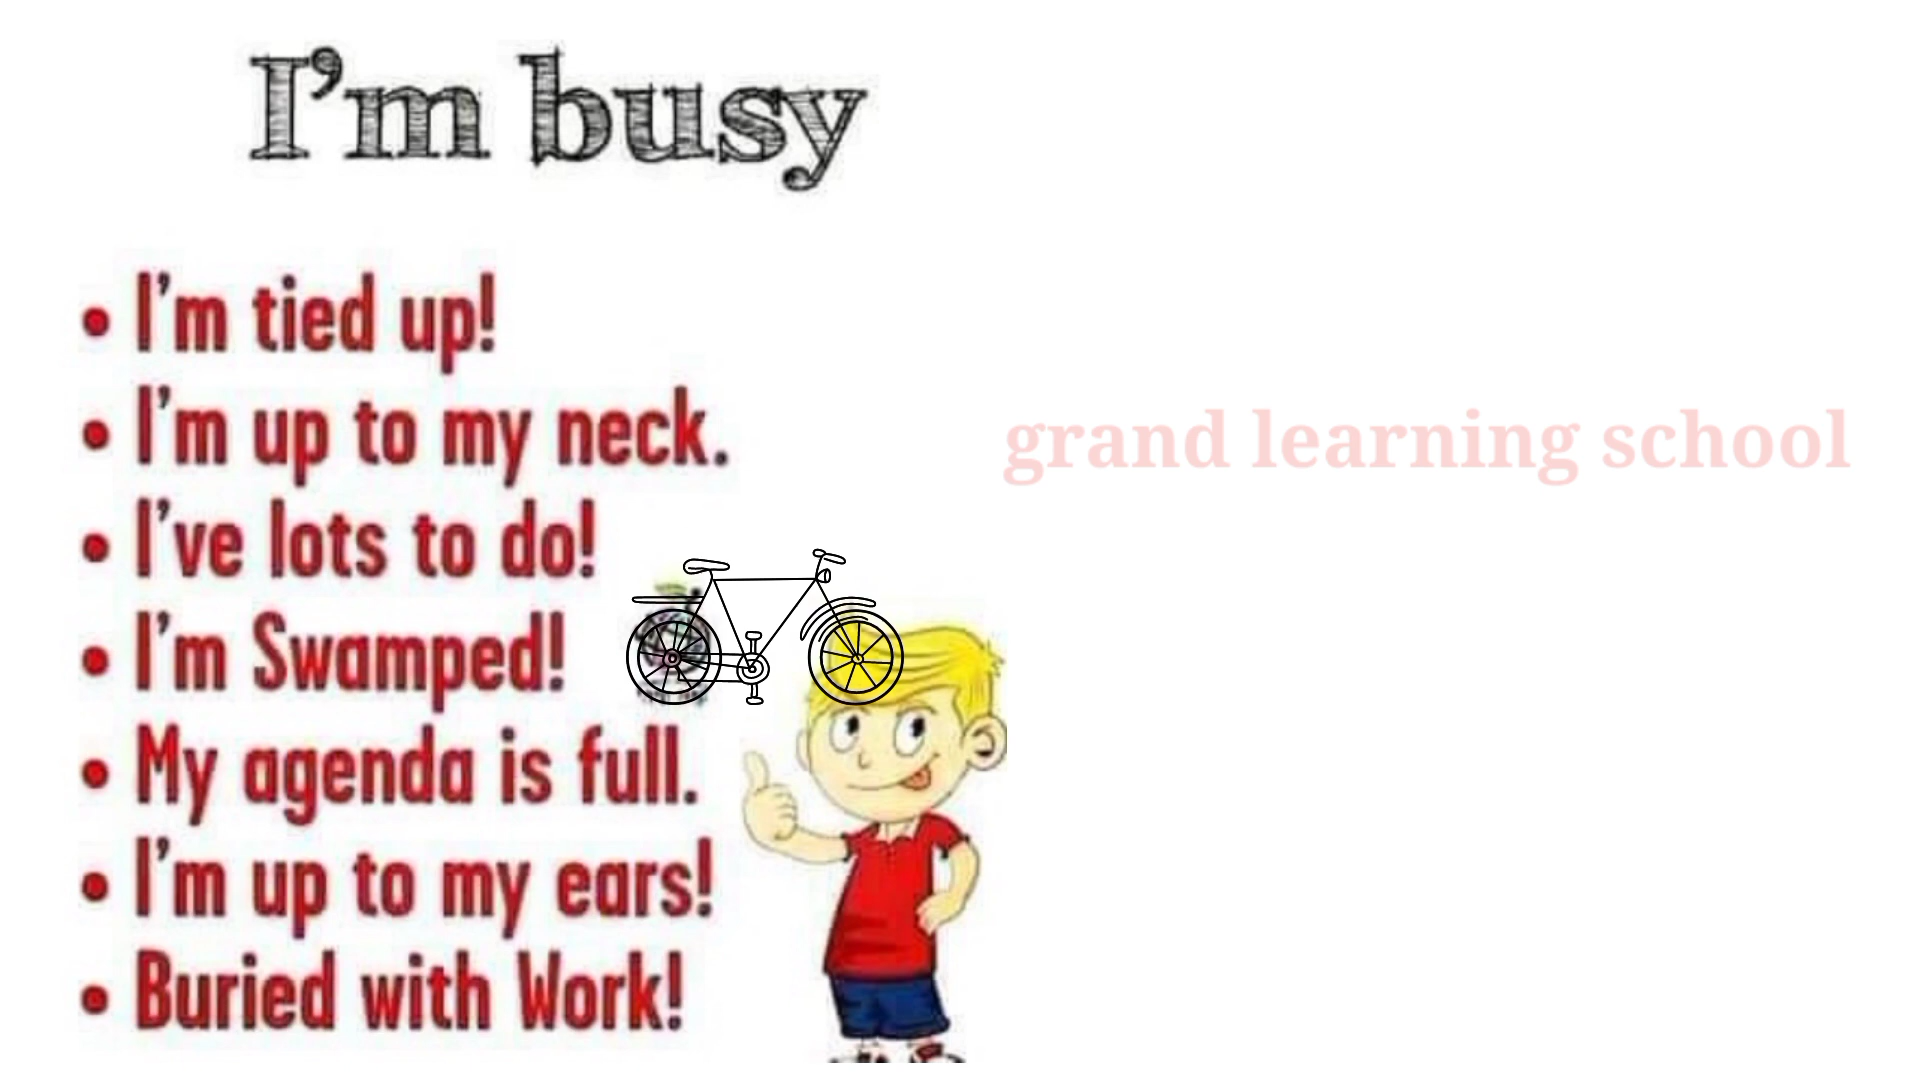 I'm busy
• I'm tied up!
• I'm up to my neck.
• I've lots to do!
• I'm Swamped!
• My agenda is full.
• I'm up to my ears!
• Buried with Work!
grand learning school